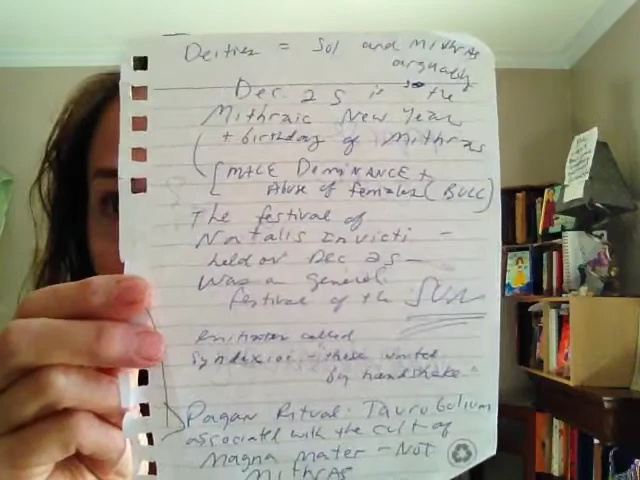 Deities = Sol and Mithras
arguably
Dec. 25 is the
Mithraic New Year
+ birthday of Mithras
[MALE DOMINANCE +
Abuse of females (BULL)
The festival of
Natalis Invicti -
held on Dec 25 -
Was a general
festival of the SUN
called
Syndexioi - those united
by handshake"
Pagan Ritual: Taurobolium
associated with the cult of
Magna Mater - NOT
MITHRAS